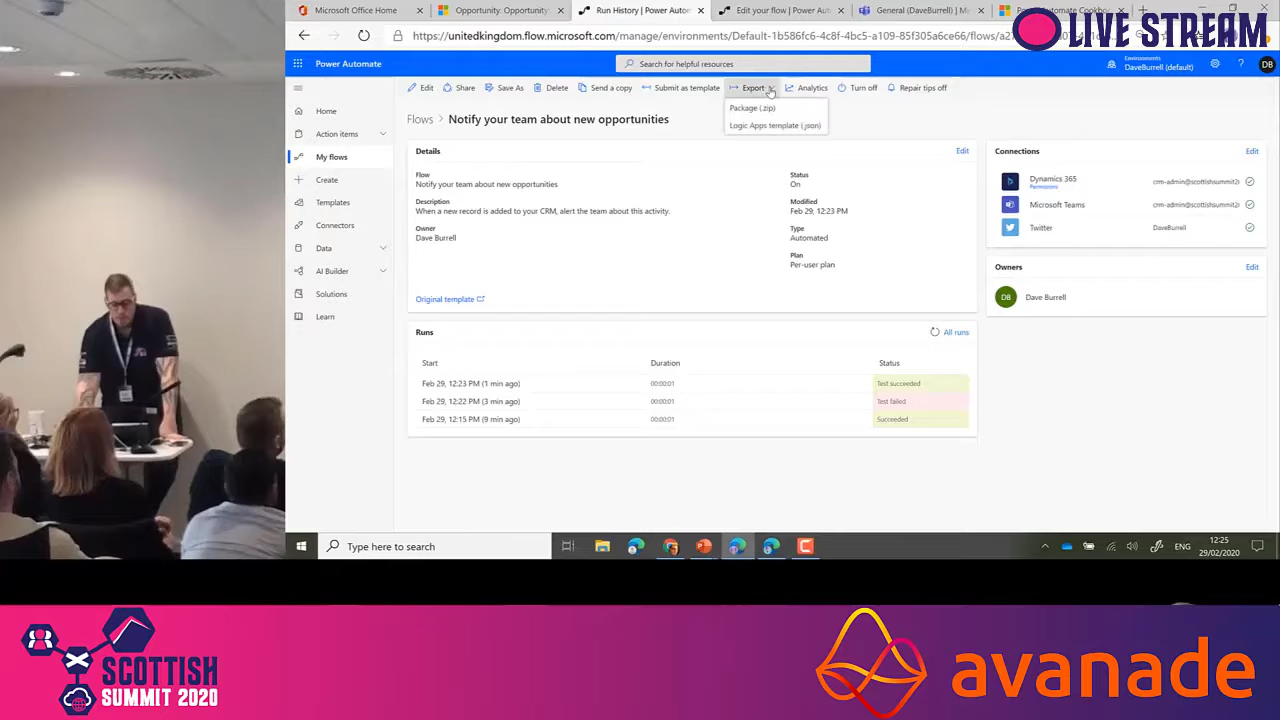 Microsoft Office Home
Opportunity: Opportunity:
Run History | Power Autom
Edit your flow | Power Aut
General (DaveBurrell) | M
Automate Cookb
LIVE STREAM
https://unitedkingdom.flow.microsoft.com/manage/environments/Default-1b586fc6-4c8f-4bc5-a109-85f305a6ce66/flows/a2
Power Automate
Search for helpful resources
Environments
DaveBurrell (default)
DB
Edit
Share
Save As
Delete
Send a copy
Submit as template
Export
Analytics
Turn off
Repair tips off
Package (.zip)
Logic Apps template (.json)
Home
Action items
My flows
Create
Templates
Connectors
Data
AI Builder
Solutions
Learn
Flows > Notify your team about new opportunities
Details
Edit
Flow
Notify your team about new opportunities
Description
When a new record is added to your CRM, alert the team about this activity.
Owner
Dave Burrell
Status
On
Modified
Feb 29, 12:23 PM
Type
Automated
Plan
Per-user plan
Original template
Connections
Edit
Dynamics 365
Permissions
crm-admin@scottishsummit2
Microsoft Teams
crm-admin@scottishsummit2
Twitter
DaveBurrell
Owners
Edit
DB
Dave Burrell
Runs
All runs
Start
Duration
Status
Feb 29, 12:23 PM (1 min ago)
00:00:01
Test succeeded
Feb 29, 12:22 PM (3 min ago)
00:00:01
Test failed
Feb 29, 12:15 PM (9 min ago)
00:00:01
Succeeded
Type here to search
ENG
12:25
29/02/2020
SCOTTISH
SUMMIT 2020
avanade